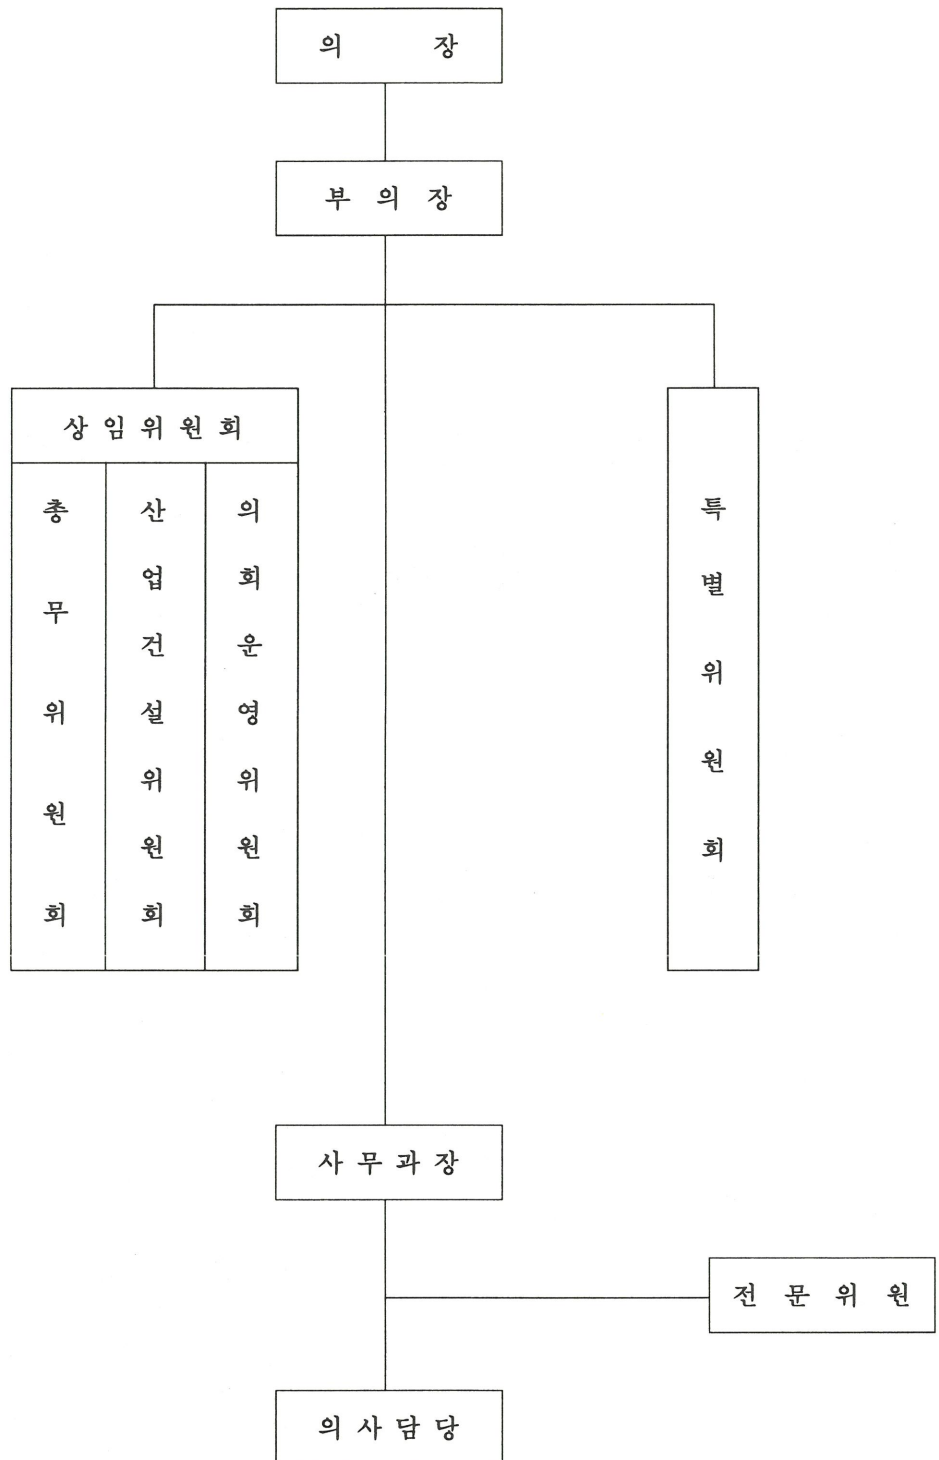 의 장
부 의 장
상 임 위 원 회
총무위원회
산업건설위원회
의회운영위원회
특별위원회
사 무 과 장
전 문 위 원
의 사 담 당